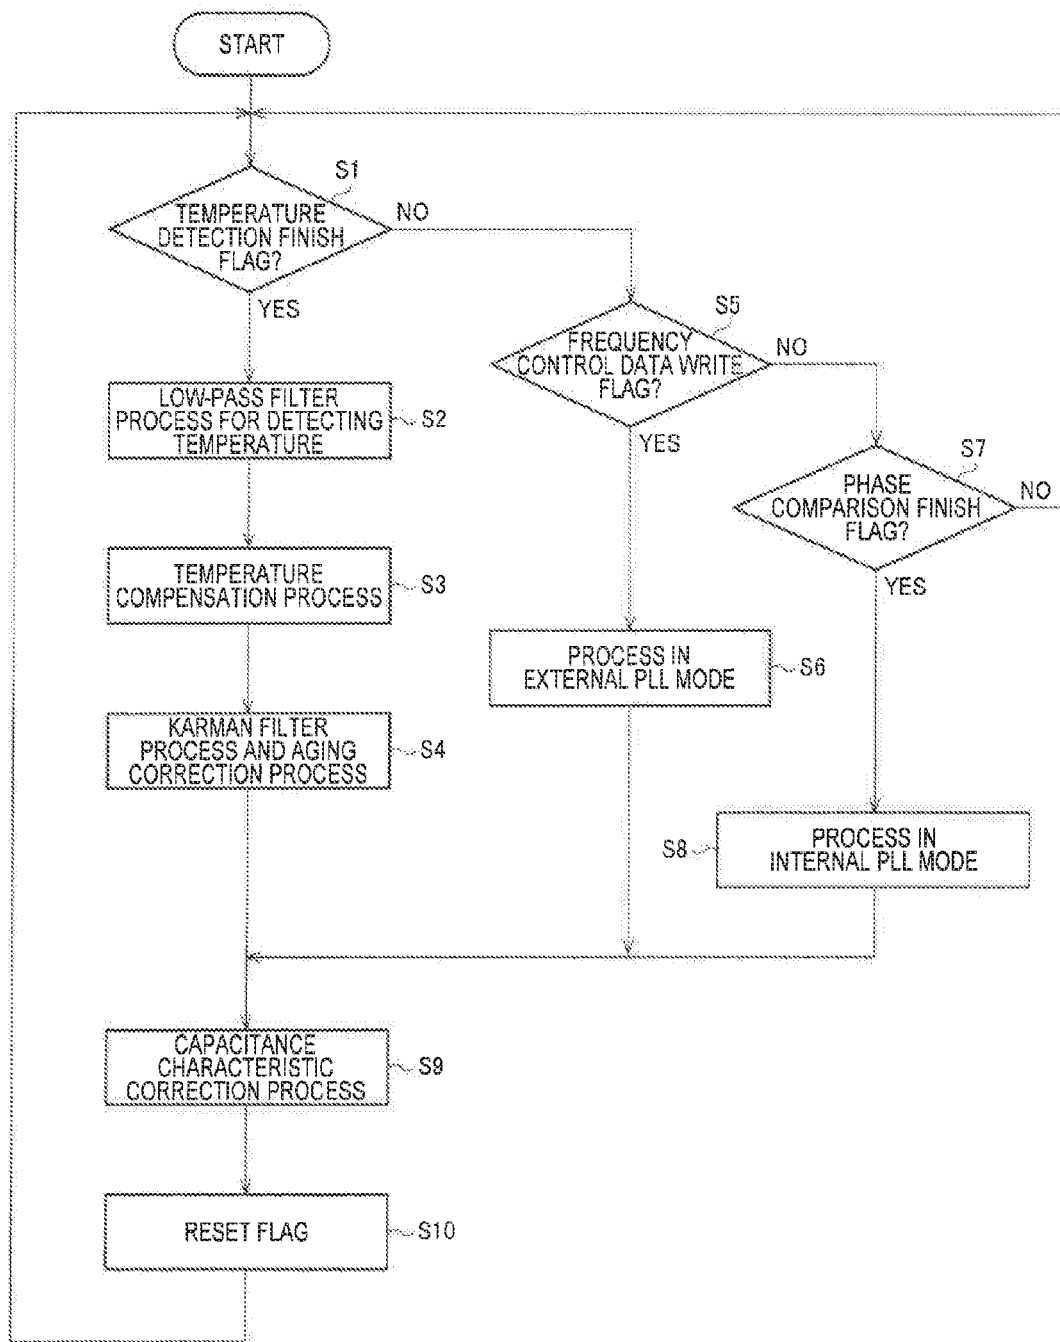 START
S1
TEMPERATURE
DETECTION FINISH
FLAG?
NO
YES
S5
FREQUENCY
CONTROL DATA WRITE
FLAG?
NO
YES
LOW-PASS FILTER
PROCESS FOR DETECTING
TEMPERATURE
S2
S7
PHASE
COMPARISON FINISH
FLAG?
NO
YES
TEMPERATURE
COMPENSATION PROCESS
S3
PROCESS IN
EXTERNAL PLL MODE
S6
KARMAN FILTER
PROCESS AND AGING
CORRECTION PROCESS
S4
S8
PROCESS IN
INTERNAL PLL MODE
CAPACITANCE
CHARACTERISTIC
CORRECTION PROCESS
S9
RESET FLAG
S10